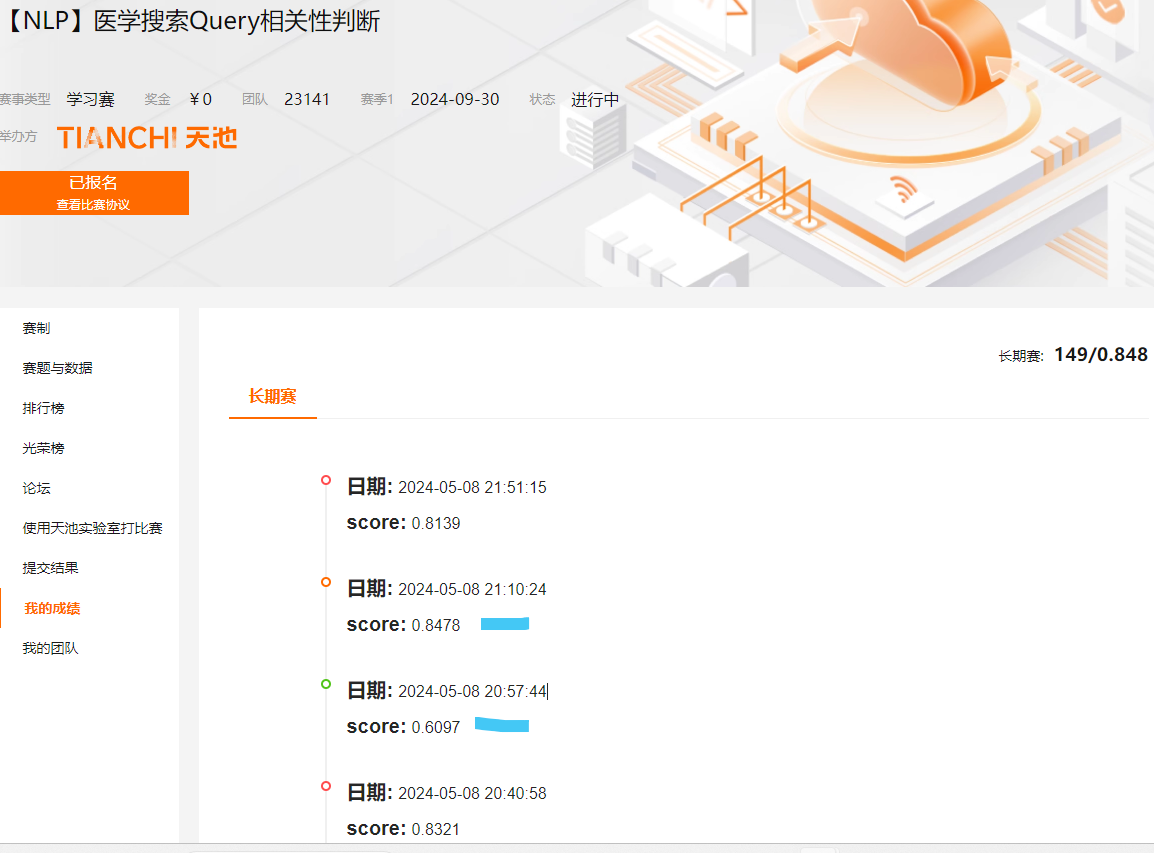 【NLP】医学搜索Query相关性判断
赛事类型 学习赛 奖金 ￥0 团队 23141 赛季1 2024-09-30 状态 进行中
举办方 TIANCHI 天池
已报名
查看比赛协议
赛制
赛题与数据
排行榜
光荣榜
论坛
使用天池实验室打比赛
提交结果
我的成绩
我的团队
长期赛: 149/0.848
长期赛
日期: 2024-05-08 21:51:15
score: 0.8139
日期: 2024-05-08 21:10:24
score: 0.8478
日期: 2024-05-08 20:57:44
score: 0.6097
日期: 2024-05-08 20:40:58
score: 0.8321